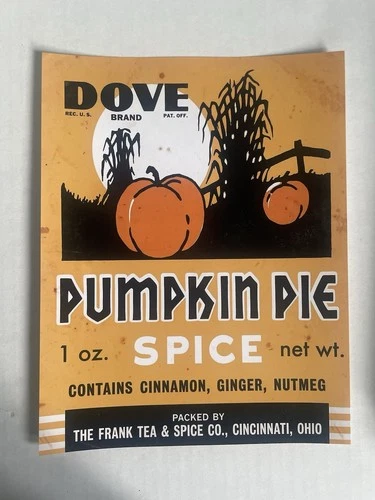 DOVE
REG. U. S. BRAND PAT. OFF.
PUMPKIN PIE
1 oz. SPICE net wt.
CONTAINS CINNAMON, GINGER, NUTMEG
PACKED BY
THE FRANK TEA & SPICE CO., CINCINNATI, OHIO